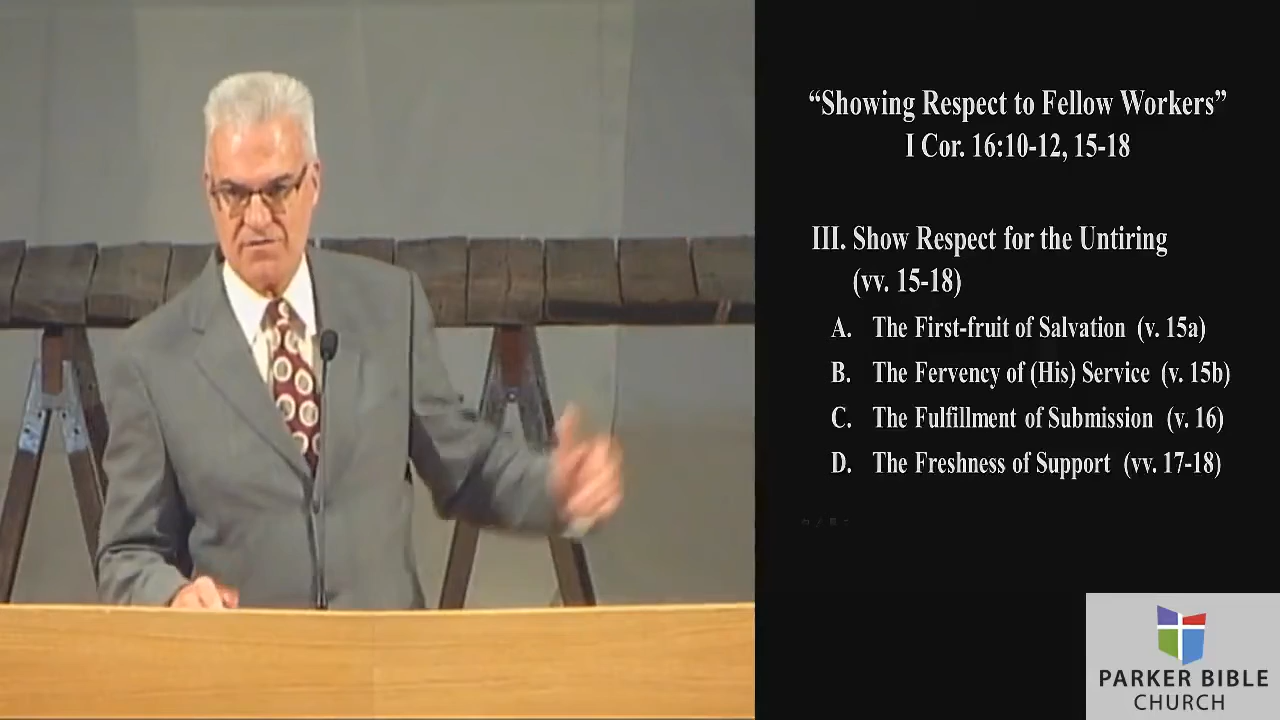 “Showing Respect to Fellow Workers”
I Cor. 16:10-12, 15-18
III. Show Respect for the Untiring
(vv. 15-18)
A. The First-fruit of Salvation (v. 15a)
B. The Fervency of (His) Service (v. 15b)
C. The Fulfillment of Submission (v. 16)
D. The Freshness of Support (vv. 17-18)
PARKER BIBLE
CHURCH